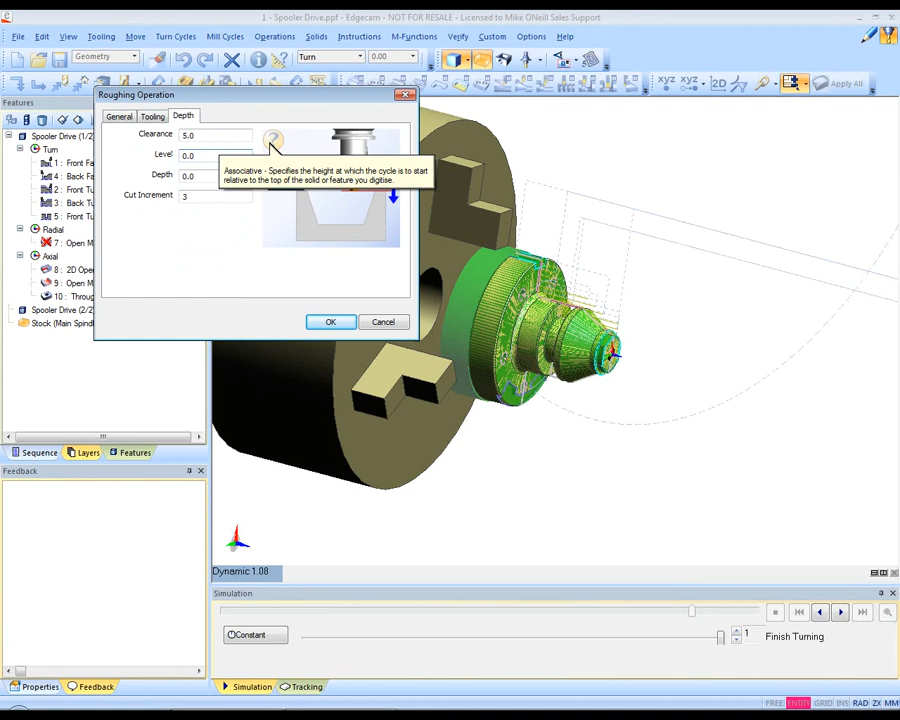 1 - Spooler Drive.ppf - Edgecam - NOT FOR RESALE - Licensed to Mike ONeill Sales Support
File Edit View Tooling Move Turn Cycles Mill Cycles Operations Solids Instructions M-Functions Verify Custom Options Help
Geometry Turn 0.00
xyz xyz 2D Apply All
Features
Roughing Operation
General Tooling Depth
Clearance 5.0
Level 0.0
Depth 0.0
Cut Increment 3
Associative - Specifies the height at which the cycle is to start
relative to the top of the solid or feature you digitise.
OK Cancel
Spooler Drive (1/2)
Turn
1 : Front Fa
4 : Back Fa
2 : Front Tu
3 : Back Tu
5 : Front Tu
Radial
7 : Open M
Axial
8 : 2D Ope
9 : Open M
10 : Throug
Spooler Drive (2/2)
Stock (Main Spind
Sequence Layers Features
Feedback
Dynamic 1.08
Simulation
Constant 1 Finish Turning
Properties Feedback Simulation Tracking
FREE ENTITY GRID INS RAD ZX MM